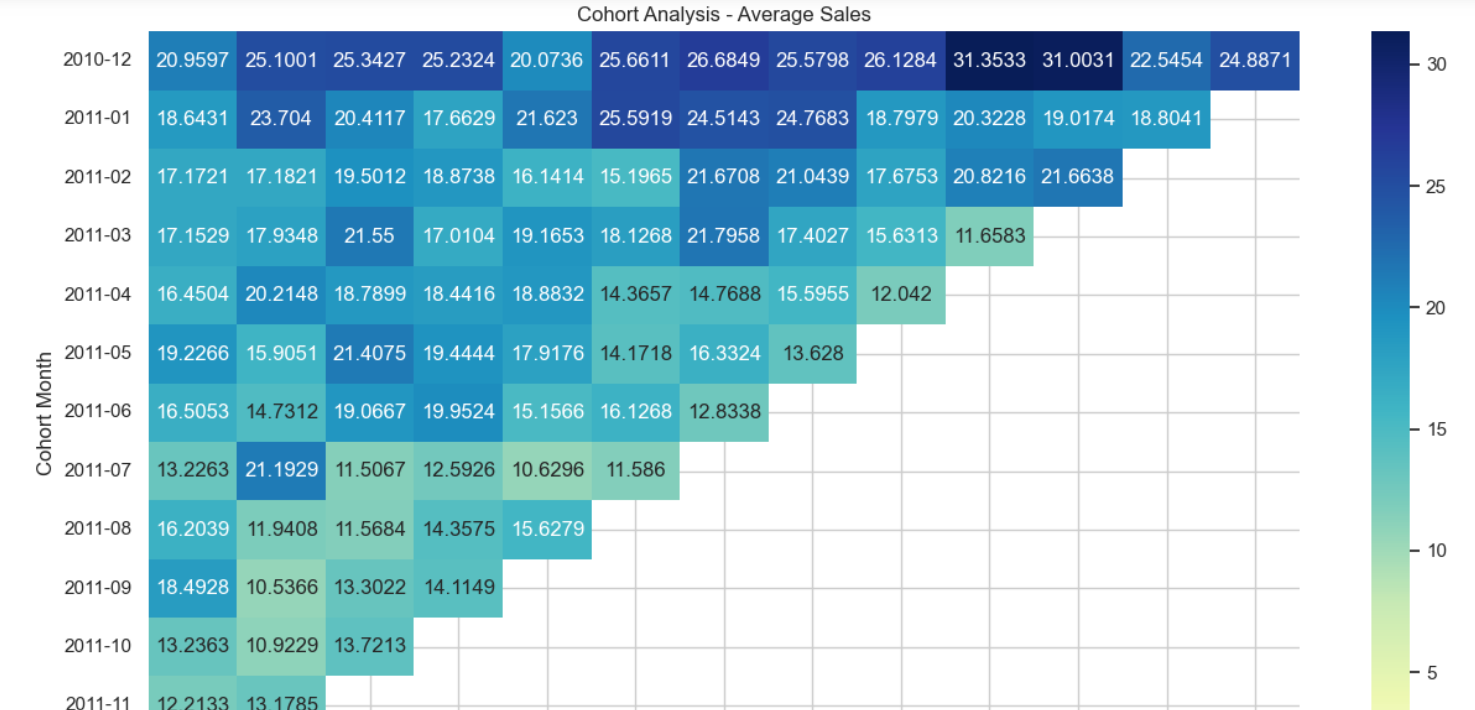 Cohort Analysis - Average Sales
2010-12 20.9597 25.1001 25.3427 25.2324 20.0736 25.6611 26.6849 25.5798 26.1284 31.3533 31.0031 22.5454 24.8871
2011-01 18.6431 23.704 20.4117 17.6629 21.623 25.5919 24.5143 24.7683 18.7979 20.3228 19.0174 18.8041
2011-02 17.1721 17.1821 19.5012 18.8738 16.1414 15.1965 21.6708 21.0439 17.6753 20.8216 21.6638
2011-03 17.1529 17.9348 21.55 17.0104 19.1653 18.1268 21.7958 17.4027 15.6313 11.6583
2011-04 16.4504 20.2148 18.7899 18.4416 18.8832 14.3657 14.7688 15.5955 12.042
2011-05 19.2266 15.9051 21.4075 19.4444 17.9176 14.1718 16.3324 13.628
2011-06 16.5053 14.7312 19.0667 19.9524 15.1566 16.1268 12.8338
2011-07 13.2263 21.1929 11.5067 12.5926 10.6296 11.586
2011-08 16.2039 11.9408 11.5684 14.3575 15.6279
2011-09 18.4928 10.5366 13.3022 14.1149
2011-10 13.2363 10.9229 13.7213
2011-11 12.2133 13.1785
Cohort Month
30
25
20
15
10
5